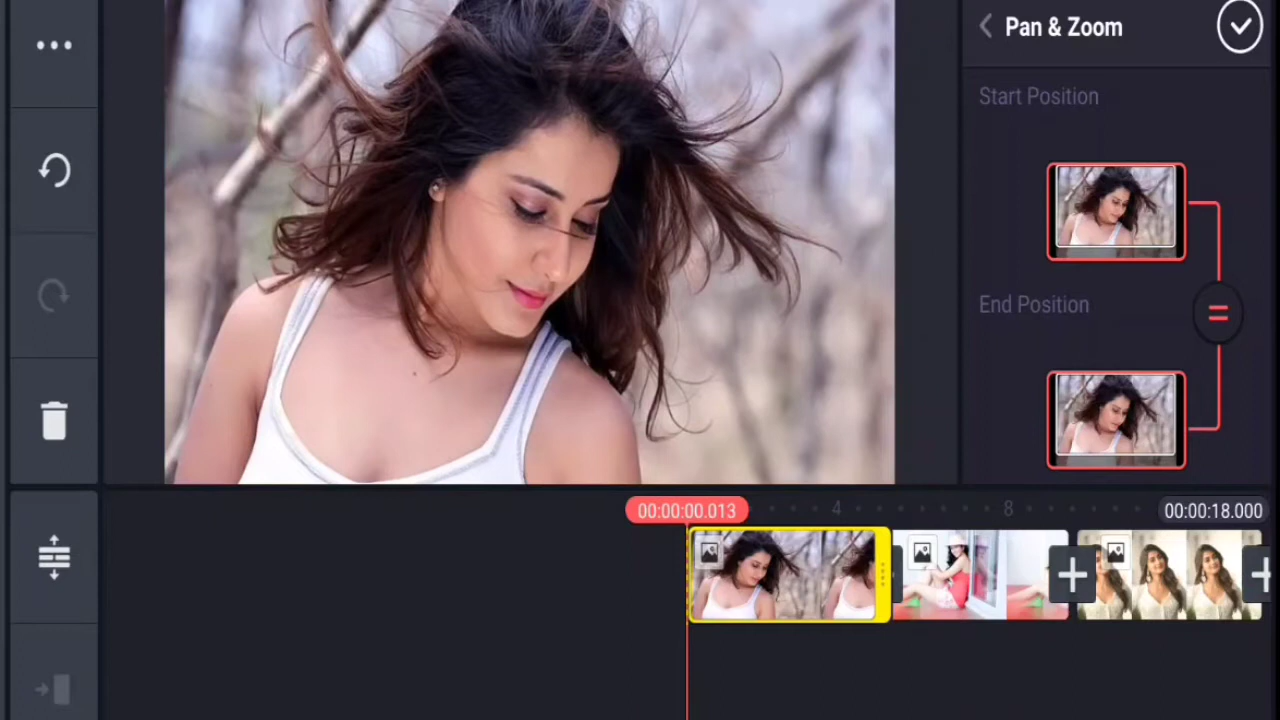 Pan & Zoom
Start Position
End Position
00:00:00.013
4
8
00:00:18.000